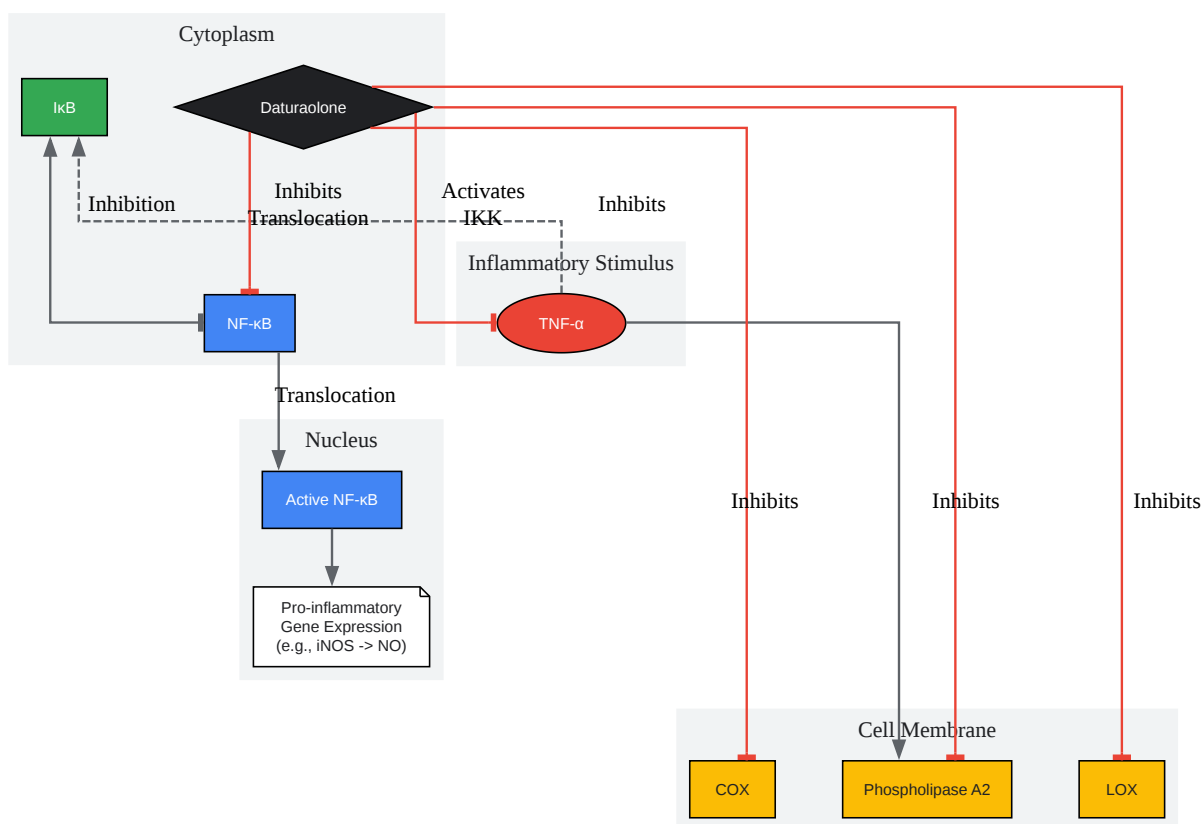 Cytoplasm
IκB
Daturaolone
Inhibition
Inhibits
Translocation
Activates
IKK
Inhibits
Inflammatory Stimulus
NF-κB
TNF-α
Translocation
Nucleus
Active NF-κB
Inhibits
Inhibits
Inhibits
Pro-inflammatory
Gene Expression
(e.g., iNOS -> NO)
Cell Membrane
COX
Phospholipase A2
LOX